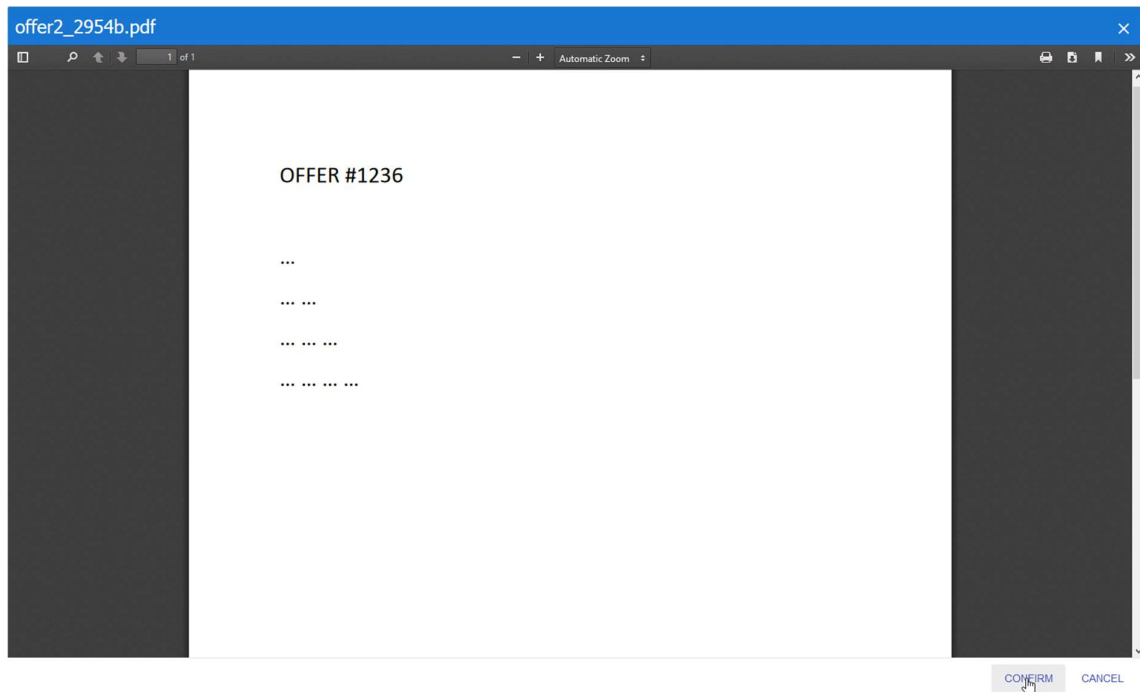 offer2_2954b.pdf
1 of 1 Automatic Zoom
OFFER #1236
...
... ...
... ... ...
... ... ... ...
CONFIRM CANCEL